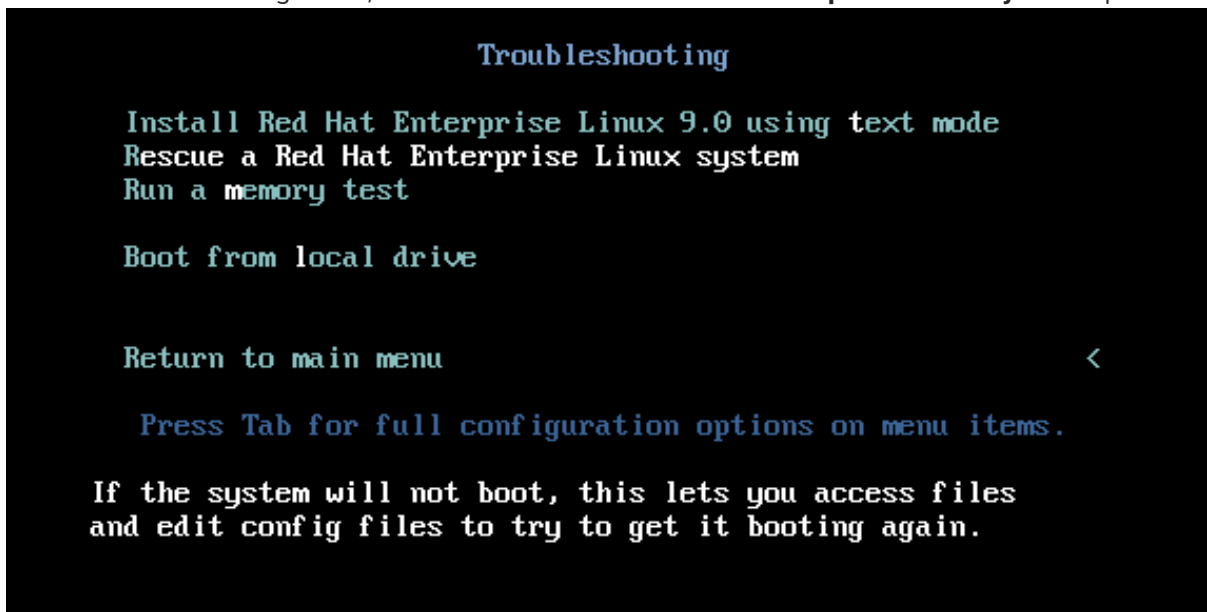 Troubleshooting
Install Red Hat Enterprise Linux 9.0 using text mode
Rescue a Red Hat Enterprise Linux system
Run a memory test
Boot from local drive
Return to main menu <
Press Tab for full configuration options on menu items.
If the system will not boot, this lets you access files
and edit config files to try to get it booting again.